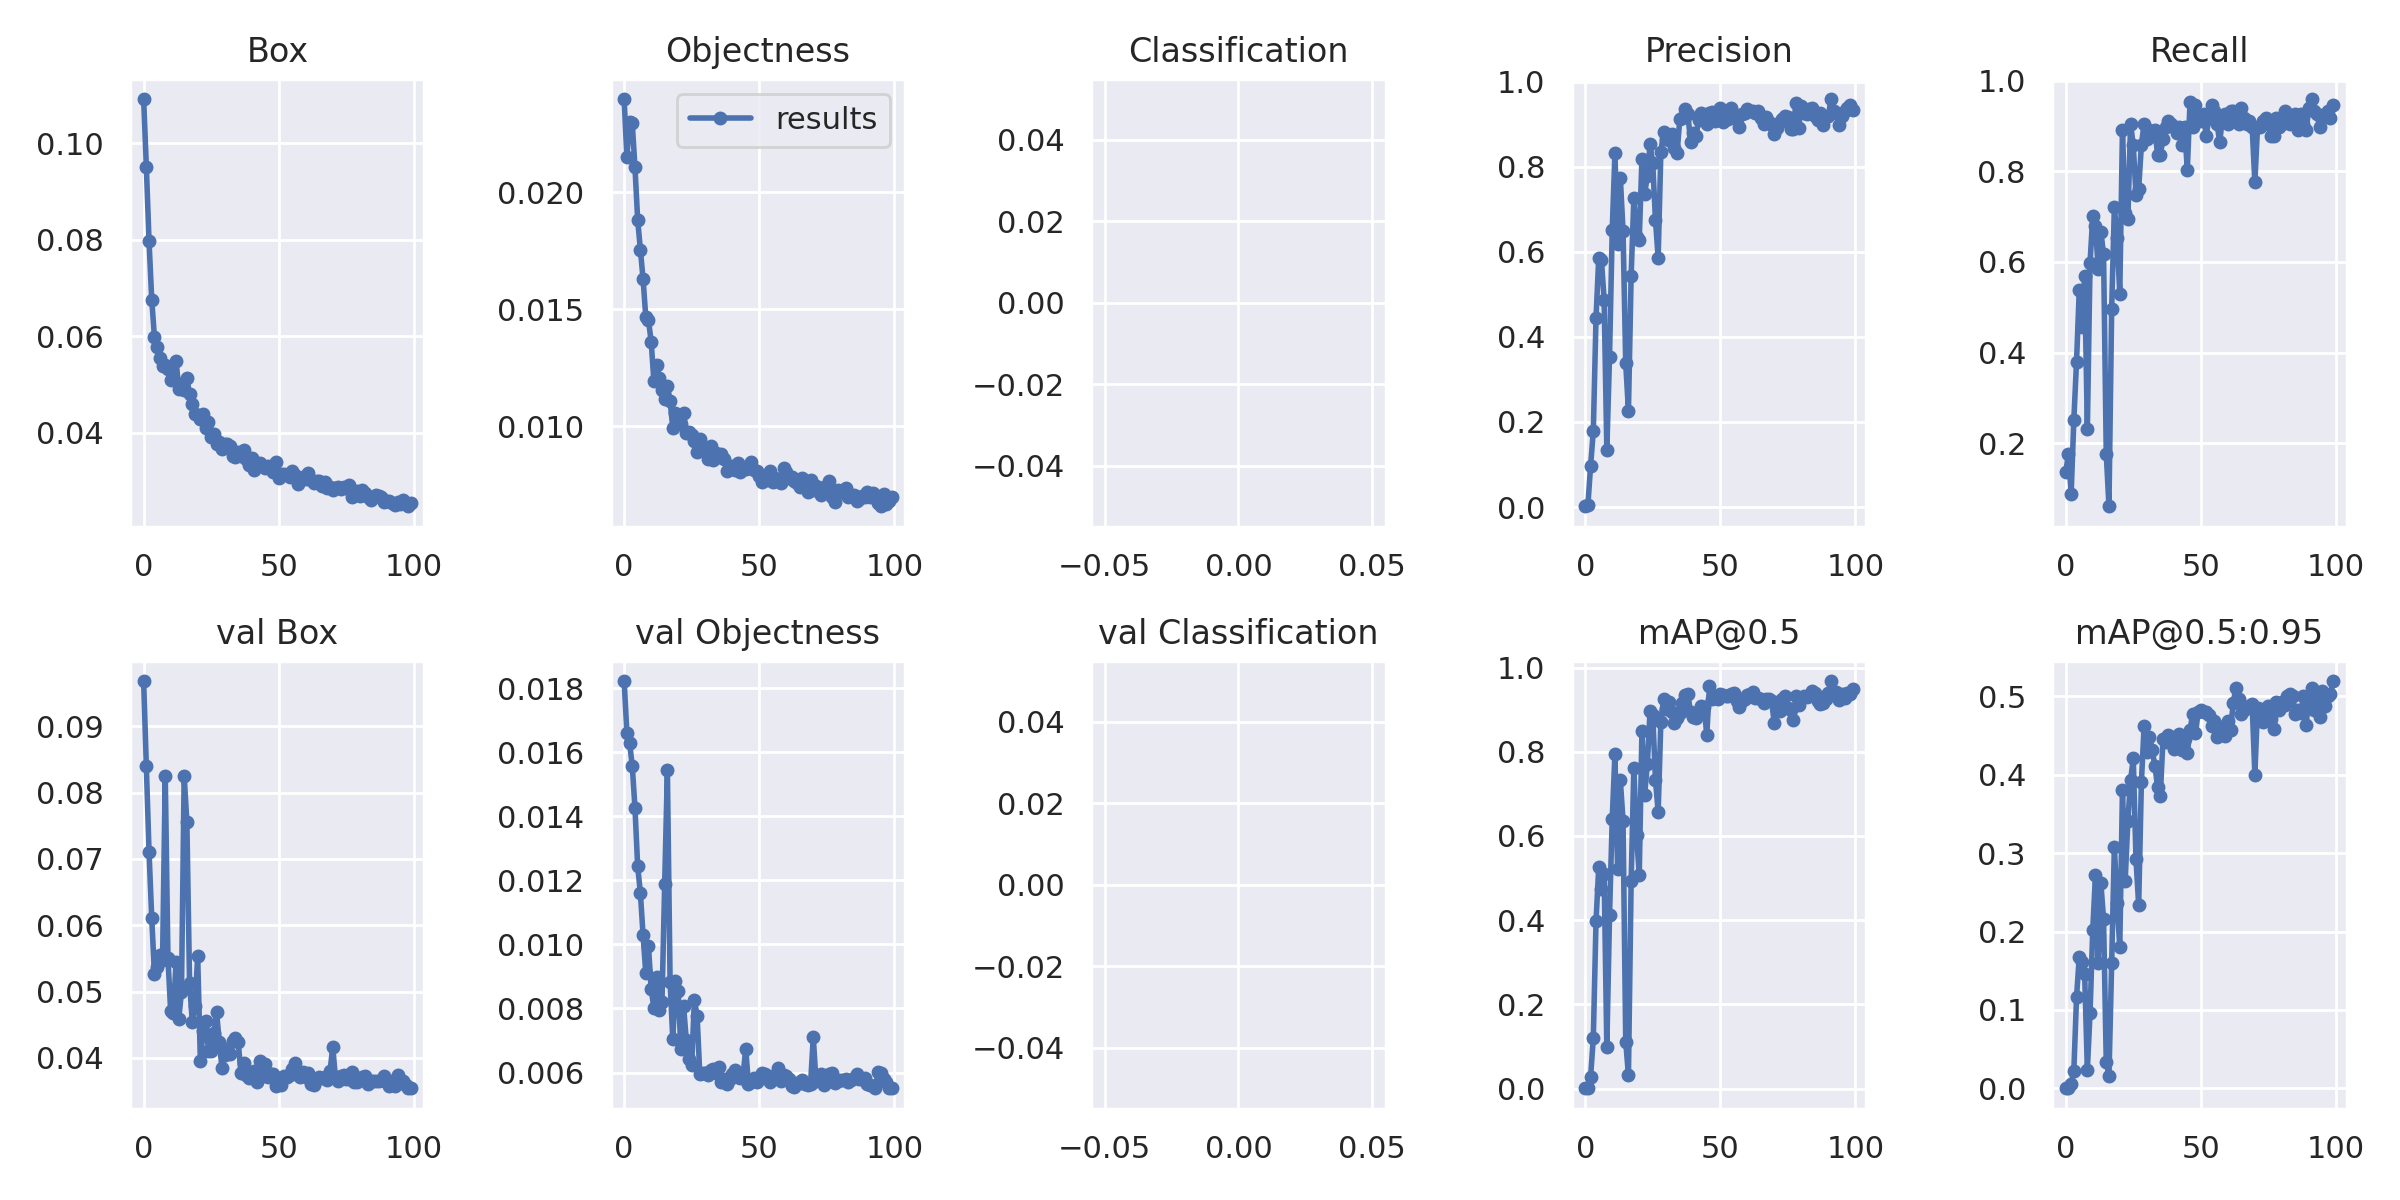 Box
Objectness
Classification
Precision
Recall
results
0.10
0.08
0.06
0.04
0 50 100
0.020
0.015
0.010
0 50 100
0.04
0.02
0.00
−0.02
−0.04
−0.05 0.00 0.05
1.0
0.8
0.6
0.4
0.2
0.0
0 50 100
1.0
0.8
0.6
0.4
0.2
0 50 100
val Box
val Objectness
val Classification
mAP@0.5
mAP@0.5:0.95
0.09
0.08
0.07
0.06
0.05
0.04
0 50 100
0.018
0.016
0.014
0.012
0.010
0.008
0.006
0 50 100
0.04
0.02
0.00
−0.02
−0.04
−0.05 0.00 0.05
1.0
0.8
0.6
0.4
0.2
0.0
0 50 100
0.5
0.4
0.3
0.2
0.1
0.0
0 50 100